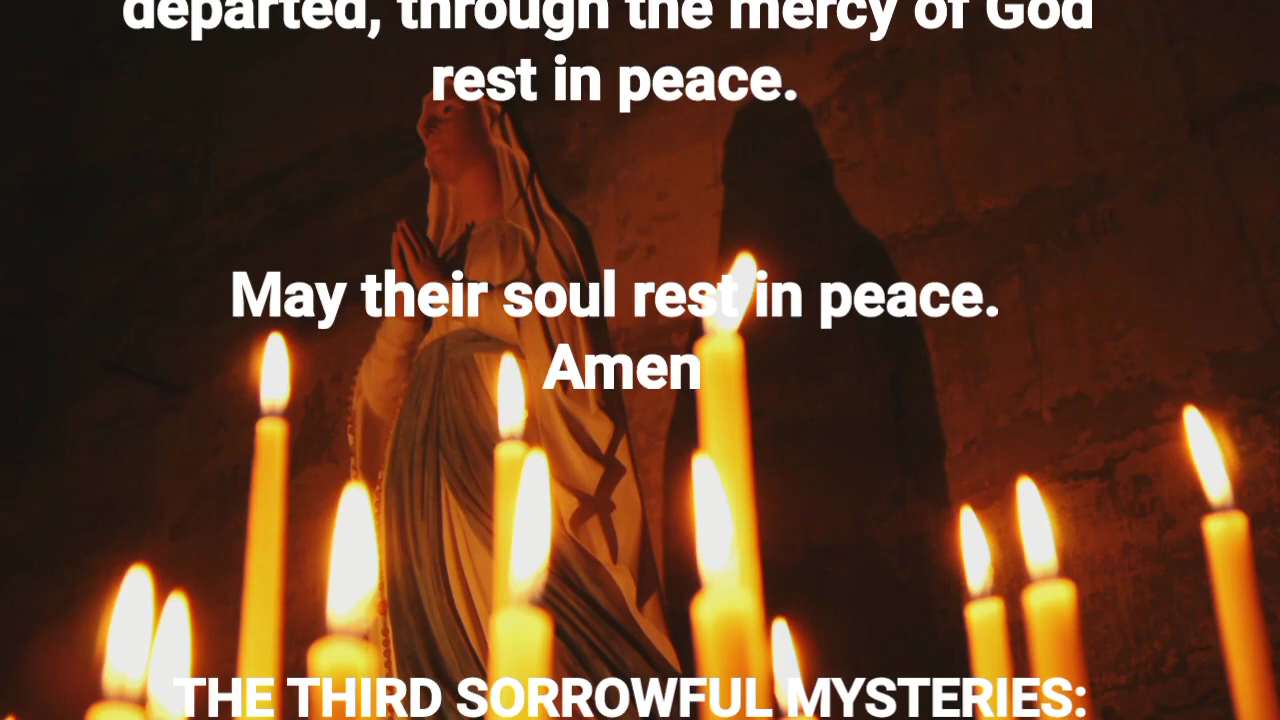 departed, through the mercy of God
rest in peace.
May their soul rest in peace.
Amen
THE THIRD SORROWFUL MYSTERIES: